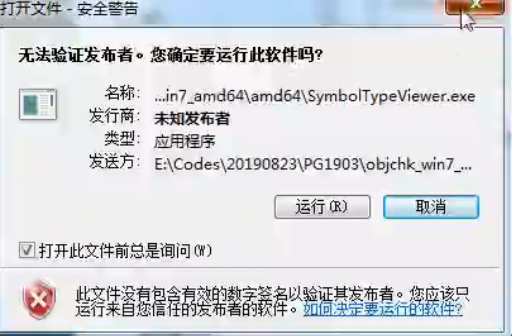 打开文件 - 安全警告
无法验证发布者。您确定要运行此软件吗?
名称: ...in7_amd64\amd64\SymbolTypeViewer.exe
发行商: 未知发布者
类型: 应用程序
发送方: E:\Codes\20190823\PG1903\objchk_win7_...
运行(R) 取消
打开此文件前总是询问(W)
此文件没有包含有效的数字签名以验证其发布者。您应该只
运行来自您信任的发布者的软件。如何决定要运行的软件?